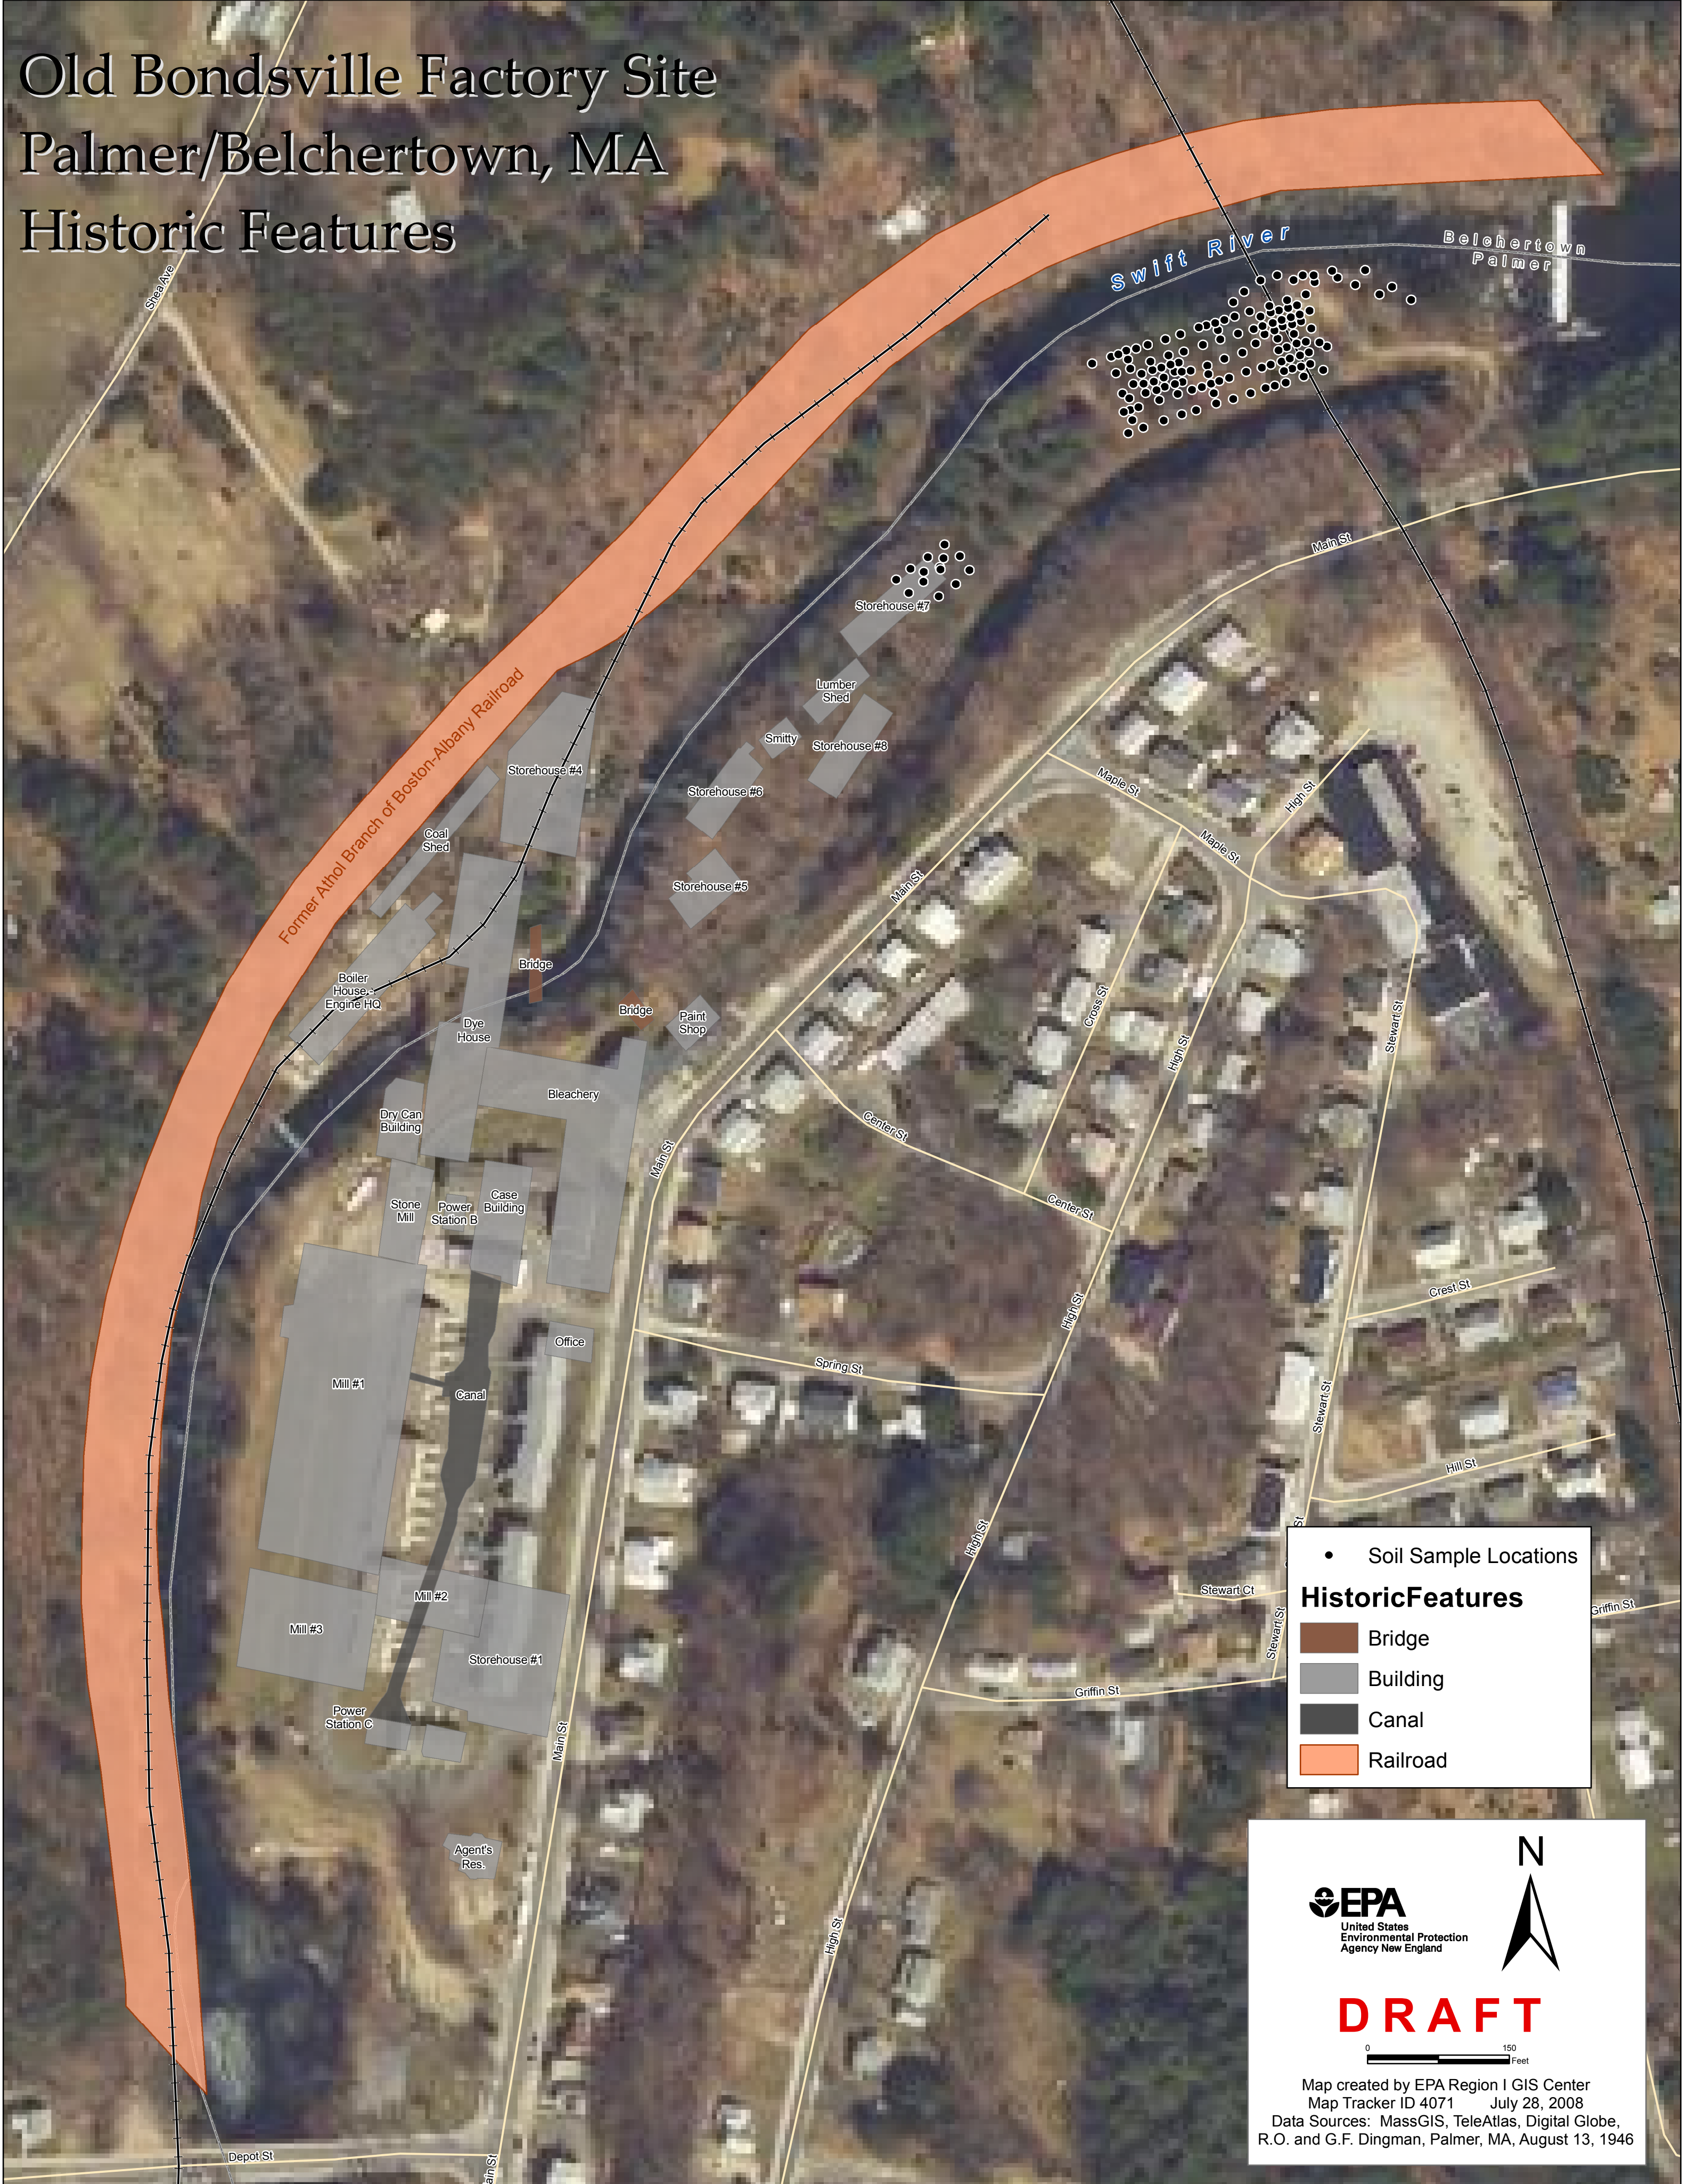 Old Bondsville Factory Site
Palmer/Belchertown, MA
Historic Features
Shea Ave
Swift River
Belchertown
Palmer
Main St
Storehouse #7
Lumber
Shed
Smitty
Storehouse #8
Storehouse #6
Storehouse #4
Former Athol Branch of Boston-Albany Railroad
Coal
Shed
Storehouse #5
Maple St
High St
Maple St
Main St
Boiler
House -
Engine HQ
Bridge
Bridge
Paint
Shop
Dye
House
Cross St
High St
Stewart St
Bleachery
Dry Can
Building
Center St
Main St
Stone
Mill
Power
Station B
Case
Building
Center St
Office
Mill #1
Canal
Spring St
High St
Crest St
Stewart St
Hill St
High St
St
Mill #2
Mill #3
Storehouse #1
Stewart Ct
Stewart St
Griffin St
Griffin St
Power
Station C
Main St
Agent's
Res.
High St
Depot St
ain St
Soil Sample Locations
HistoricFeatures
Bridge
Building
Canal
Railroad
N
EPA
United States
Environmental Protection
Agency New England
DRAFT
0 150
Feet
Map created by EPA Region I GIS Center
Map Tracker ID 4071 July 28, 2008
Data Sources: MassGIS, TeleAtlas, Digital Globe,
R.O. and G.F. Dingman, Palmer, MA, August 13, 1946